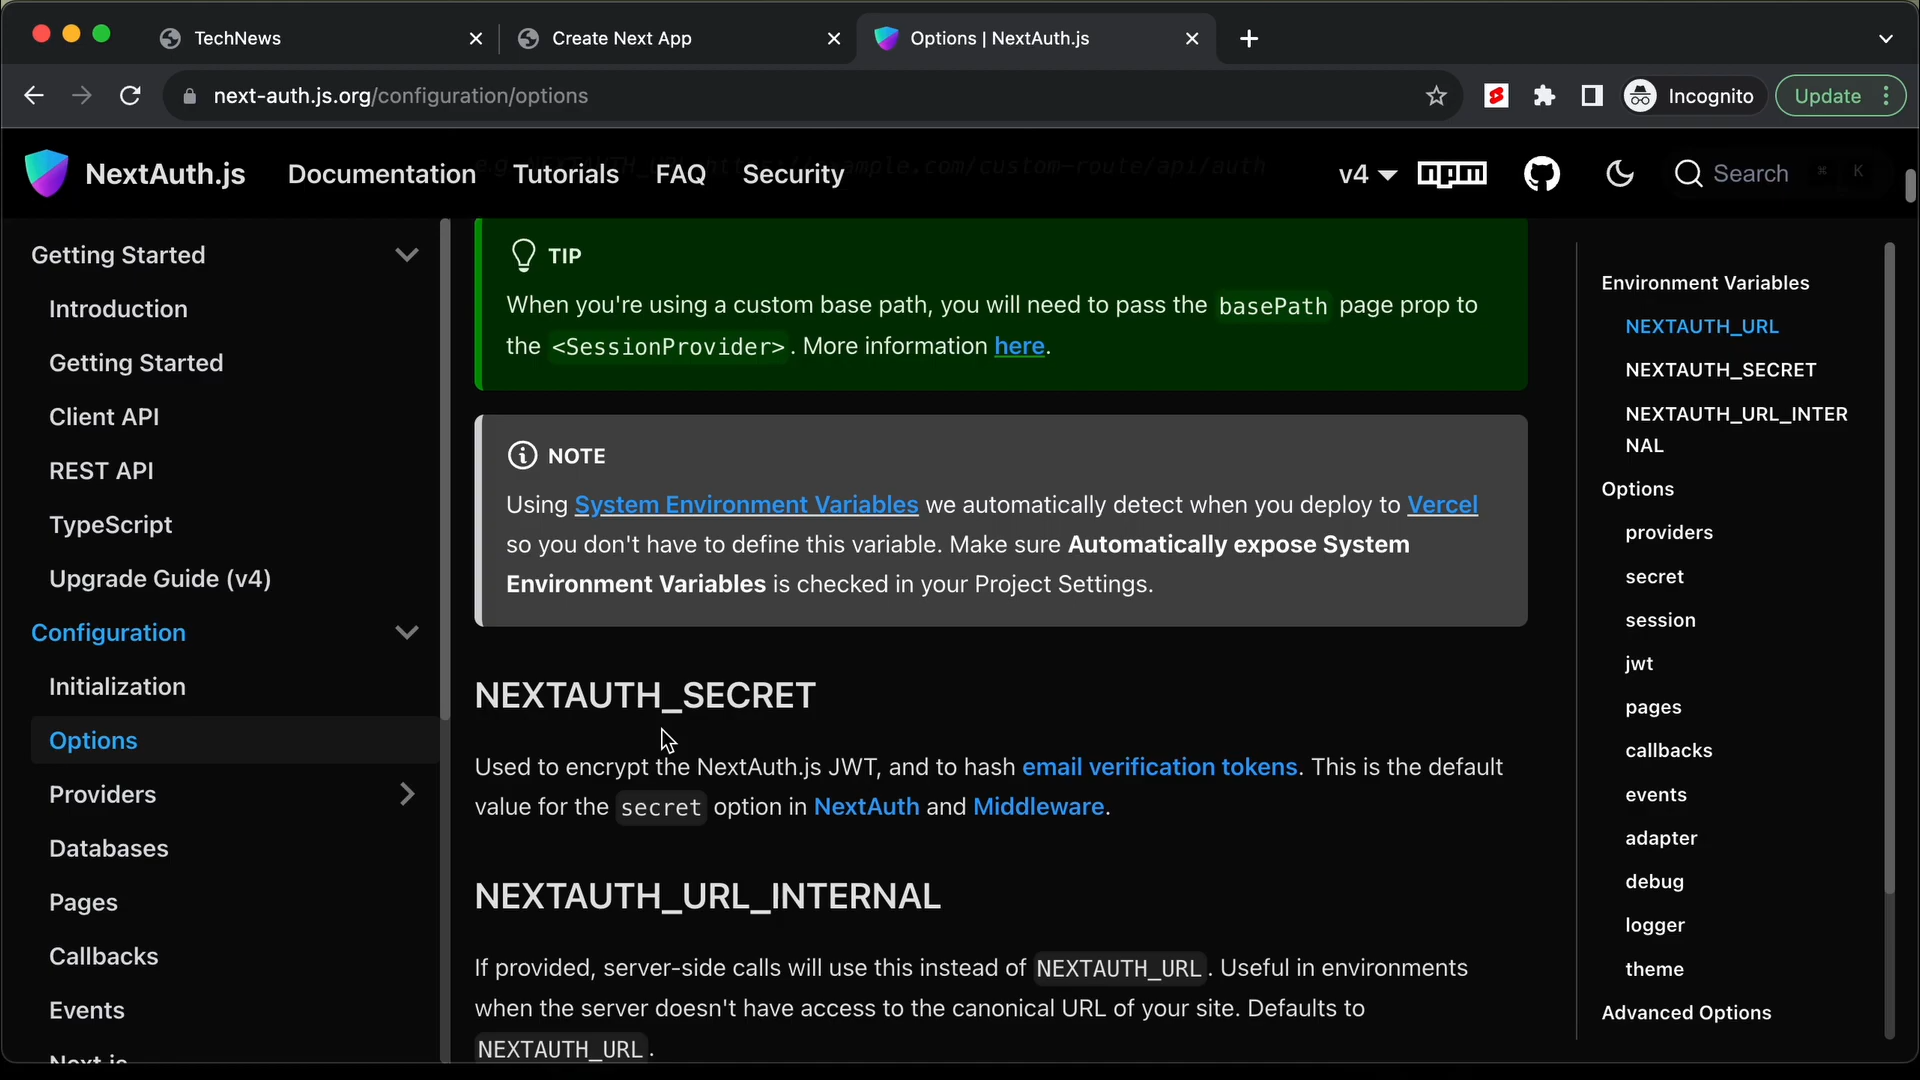 TechNews
Create Next App
Options | NextAuth.js
next-auth.js.org/configuration/options
Incognito
Update
NextAuth.js
Documentation
Tutorials
FAQ
Security
v4
npm
Search
K
Getting Started
Introduction
Getting Started
Client API
REST API
TypeScript
Upgrade Guide (v4)
Configuration
Initialization
Options
Providers
Databases
Pages
Callbacks
Events
Next.js
TIP
When you're using a custom base path, you will need to pass the basePath page prop to
the <SessionProvider>. More information here.
NOTE
Using System Environment Variables we automatically detect when you deploy to Vercel
so you don't have to define this variable. Make sure Automatically expose System
Environment Variables is checked in your Project Settings.
NEXTAUTH_SECRET
Used to encrypt the NextAuth.js JWT, and to hash email verification tokens. This is the default
value for the secret option in NextAuth and Middleware.
NEXTAUTH_URL_INTERNAL
If provided, server-side calls will use this instead of NEXTAUTH_URL. Useful in environments
when the server doesn't have access to the canonical URL of your site. Defaults to
NEXTAUTH_URL.
Environment Variables
NEXTAUTH_URL
NEXTAUTH_SECRET
NEXTAUTH_URL_INTER
NAL
Options
providers
secret
session
jwt
pages
callbacks
events
adapter
debug
logger
theme
Advanced Options